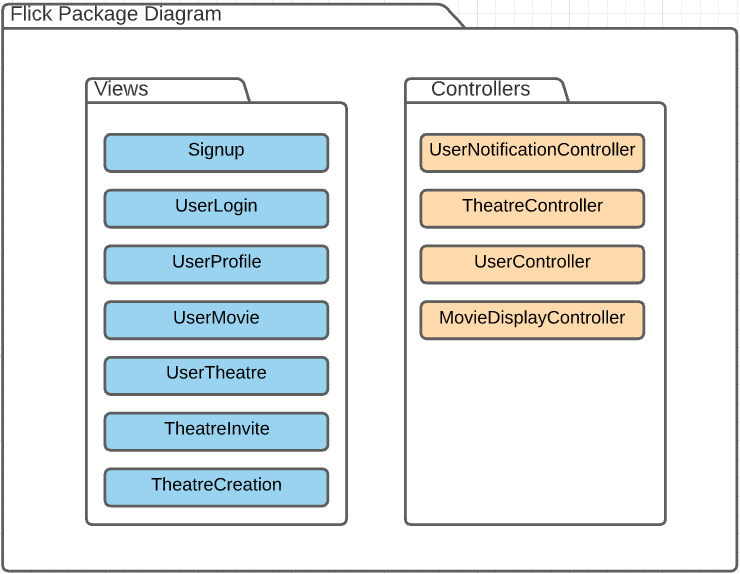 Flick Package Diagram
Views
Signup
UserLogin
UserProfile
UserMovie
UserTheatre
TheatreInvite
TheatreCreation
Controllers
UserNotificationController
TheatreController
UserController
MovieDisplayController